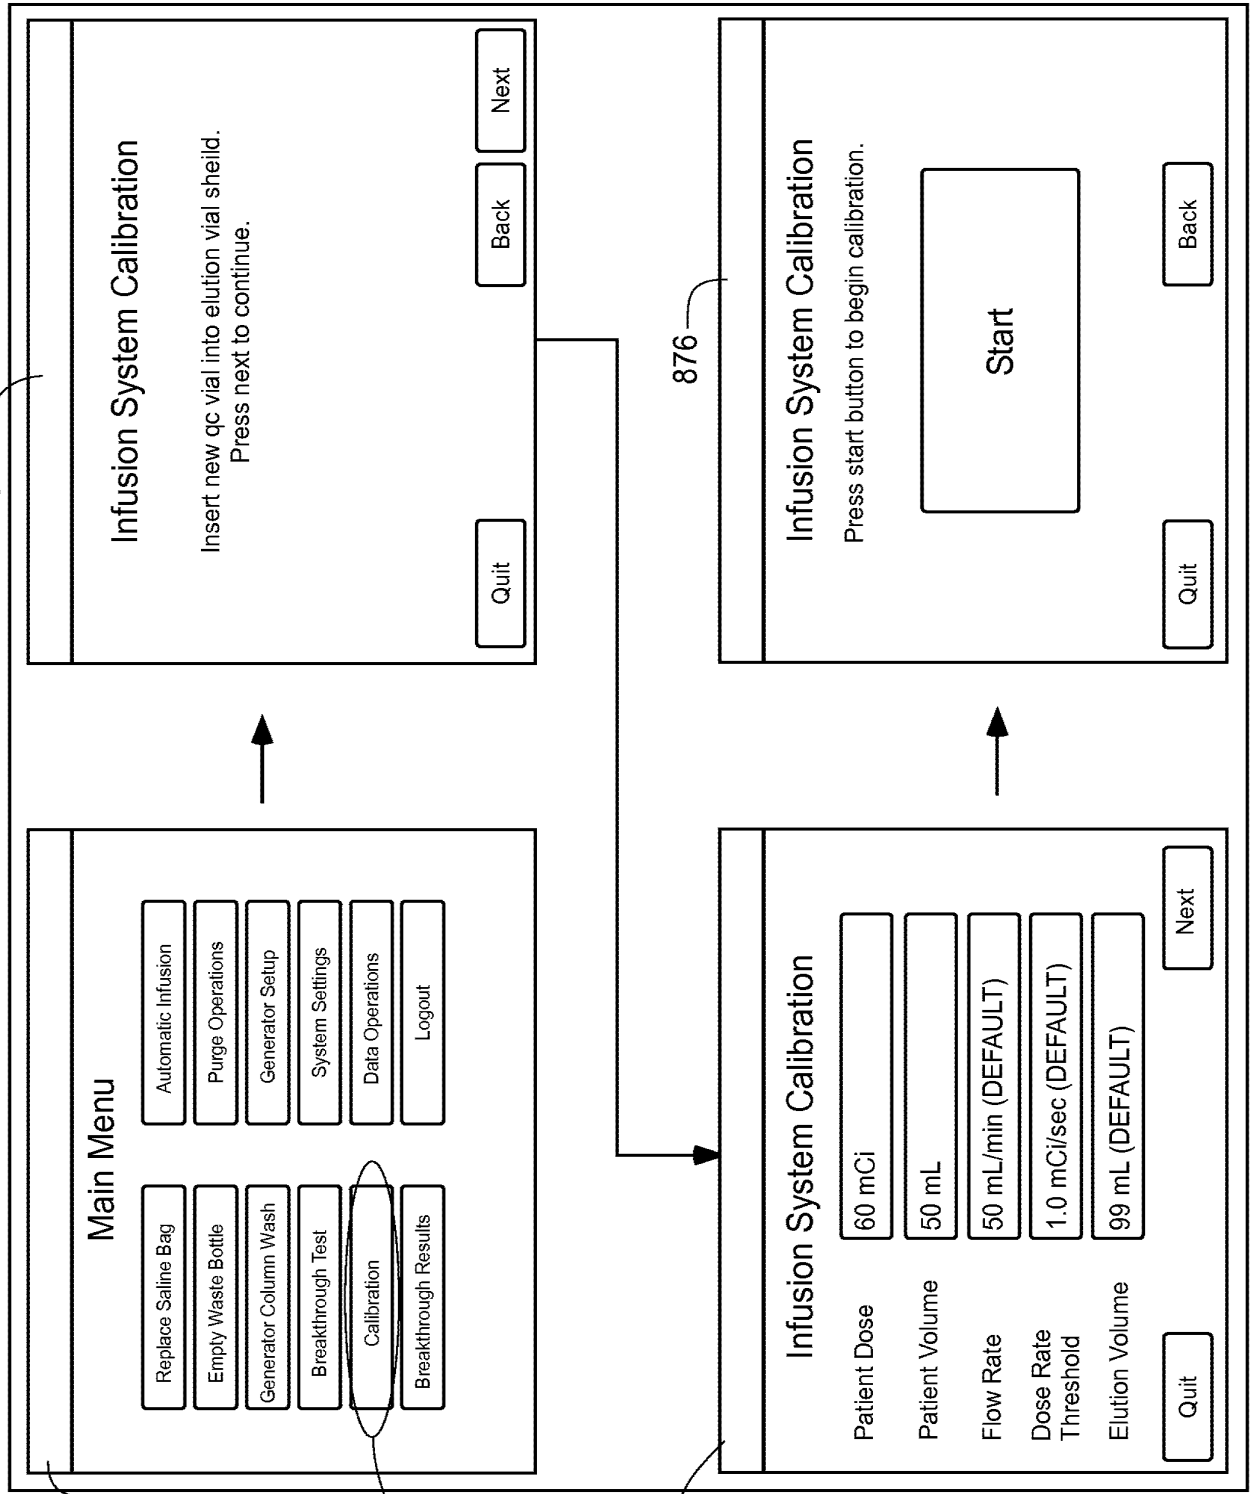 Main Menu
Replace Saline Bag
Automatic Infusion
Empty Waste Bottle
Purge Operations
Generator Column Wash
Generator Setup
Breakthrough Test
System Settings
Calibration
Data Operations
Breakthrough Results
Logout
Infusion System Calibration
Insert new qc vial into elution vial sheild.
Press next to continue.
Quit
Back
Next
Infusion System Calibration
Patient Dose
60 mCi
Patient Volume
50 mL
Flow Rate
50 mL/min (DEFAULT)
Dose Rate
Threshold
1.0 mCi/sec (DEFAULT)
Elution Volume
99 mL (DEFAULT)
Quit
Next
876
Infusion System Calibration
Press start button to begin calibration.
Start
Quit
Back